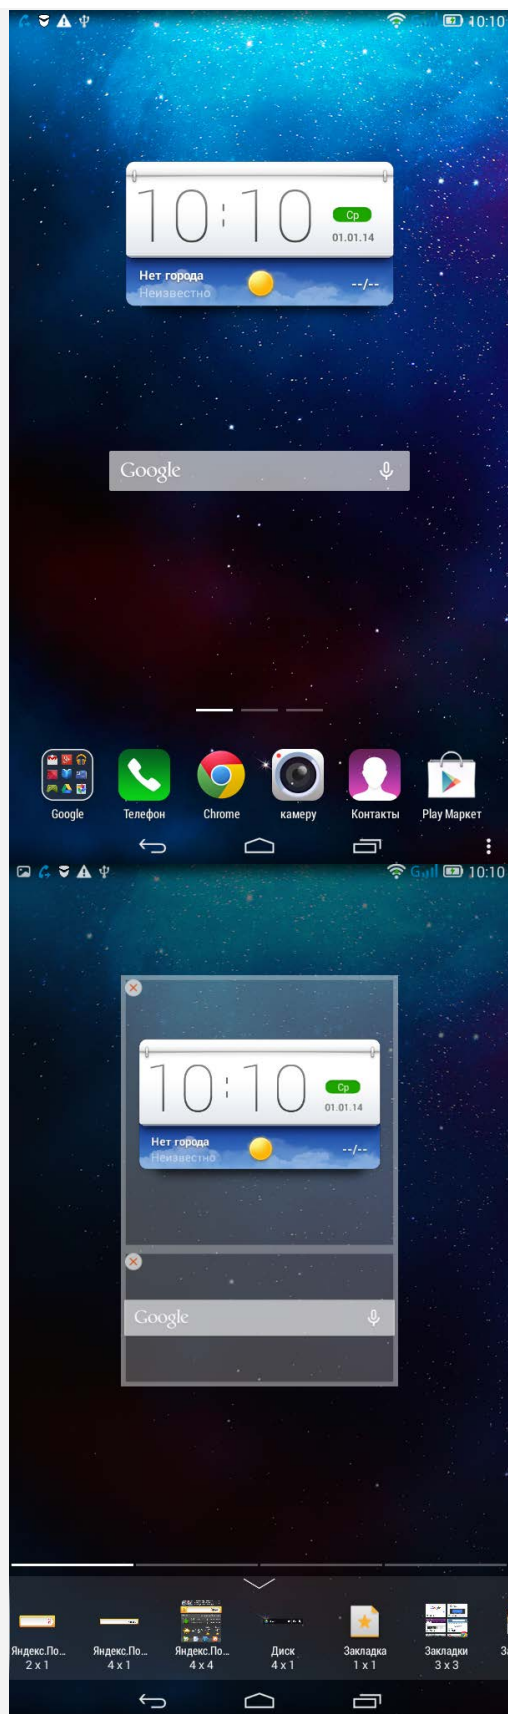 10:10
10:10
Ср
01.01.14
Нет города
--/--
Неизвестно
Google
Google
Телефон
Chrome
камеру
Контакты
Play Маркет
G
10:10
10:10
Ср
01.01.14
Нет города
--/--
Неизвестно
Google
Яндекс.По...
Яндекс.По...
Яндекс.По...
Диск
Закладка
Закладки
2 x 1
4 x 1
4 x 4
4 x 1
1 x 1
3 x 3